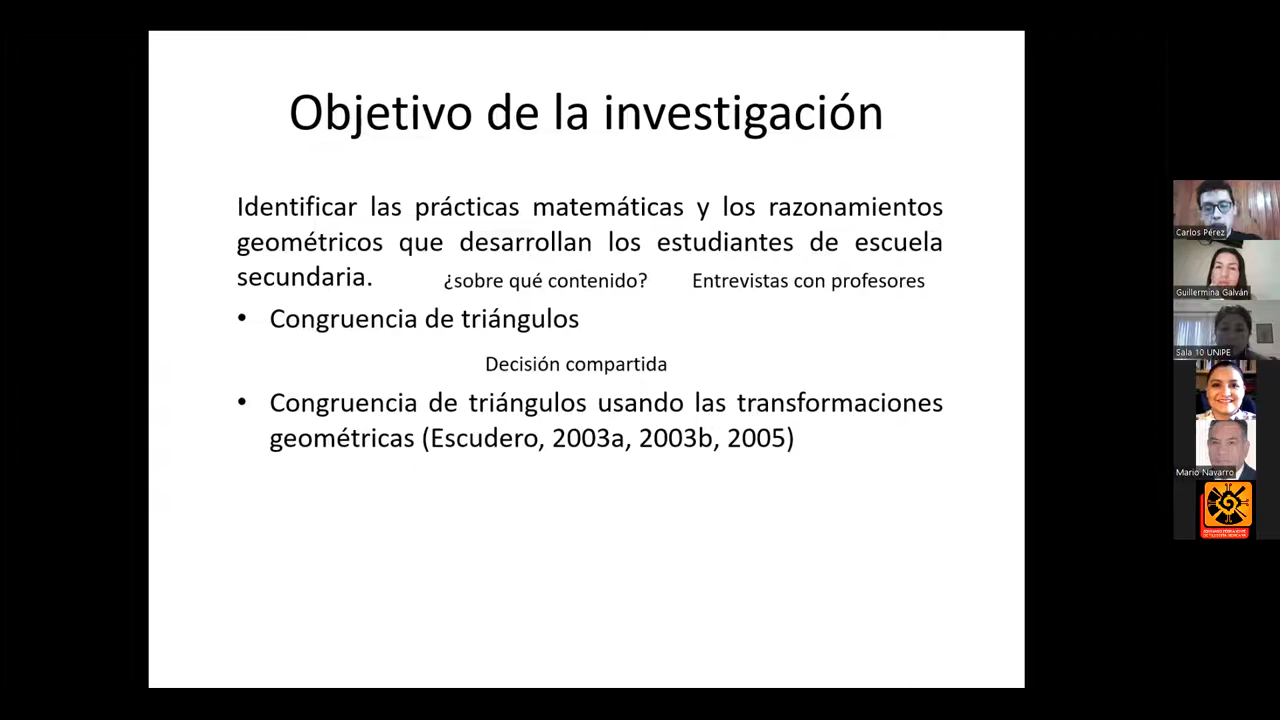 Objetivo de la investigación
Identificar las prácticas matemáticas y los razonamientos
geométricos que desarrollan los estudiantes de escuela
secundaria. ¿sobre qué contenido? Entrevistas con profesores
• Congruencia de triángulos
Decisión compartida
• Congruencia de triángulos usando las transformaciones
geométricas (Escudero, 2003a, 2003b, 2005)
Carlos Pérez
Guillermina Galván
Sala 10 UNIPE
Mario Navarro